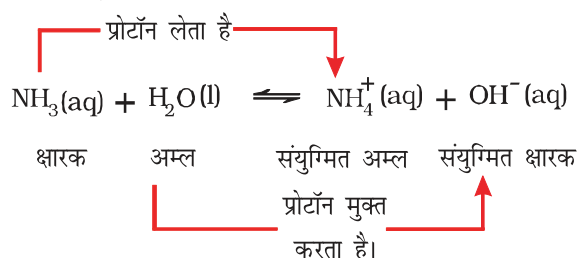 प्रोटॉन लेता है
NH₃(aq) + H₂O(l) ⇌ NH₄⁺(aq) + OH⁻(aq)
क्षारक अम्ल संयुग्मित अम्ल संयुग्मित क्षारक
प्रोटॉन मुक्त
करता है।